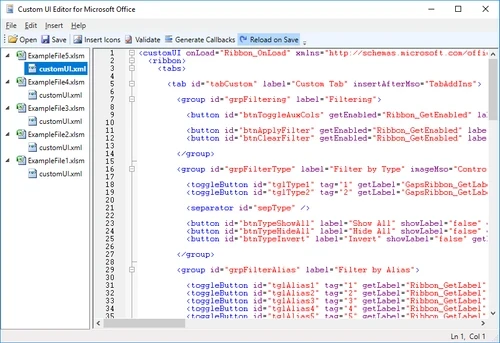 Custom UI Editor for Microsoft Office
File Edit Insert Help
Open Save Insert Icons Validate Generate Callbacks Reload on Save
ExampleFile5.xlsm
customUI.xml
ExampleFile4.xlsm
customUI.xml
ExampleFile3.xlsm
customUI.xml
ExampleFile2.xlsm
customUI.xml
ExampleFile1.xlsm
customUI.xml
1 <customUI onLoad="Ribbon_OnLoad" xmlns="http://schemas.microsoft.com/offic
2 <ribbon>
3 <tabs>
4
5 <tab id="tabCustom" label="Custom Tab" insertAfterMso="TabAddIns">
6
7 <group id="grpFiltering" label="Filtering">
8
9 <button id="btnToggleAuxCols" getEnabled="Ribbon_GetEnabled"
10
11 <button id="btnApplyFilter" getEnabled="Ribbon_GetEnabled" labe
12 <button id="btnClearFilter" getEnabled="Ribbon_GetEnabled" labe
13
14 </group>
15
16 <group id="grpFilterType" label="Filter by Type" imageMso="Contro
17
18 <toggleButton id="tglType1" tag="1" getLabel="GapsRibbon_GetLabe
19 <toggleButton id="tglType2" tag="2" getLabel="GapsRibbon_GetLabe
20
21 <separator id="sepType" />
22
23 <button id="btnTypeShowAll" label="Show All" showLabel="false"
24 <button id="btnTypeHideAll" label="Hide All" showLabel="false"
25 <button id="btnTypeInvert" label="Invert" showLabel="false" get
26
27 </group>
28
29 <group id="grpFilterAlias" label="Filter by Alias">
30
31 <toggleButton id="tglAlias1" tag="1" getLabel="Ribbon_GetLabel"
32 <toggleButton id="tglAlias2" tag="2" getLabel="Ribbon_GetLabel"
33 <toggleButton id="tglAlias3" tag="3" getLabel="Ribbon_GetLabel"
34 <toggleButton id="tglAlias4" tag="4" getLabel="Ribbon_GetLabel"
35 <toggleButton id="tglAlias5" tag="5" getLabel="Ribbon_GetLabel"
Ln 1, Col 1